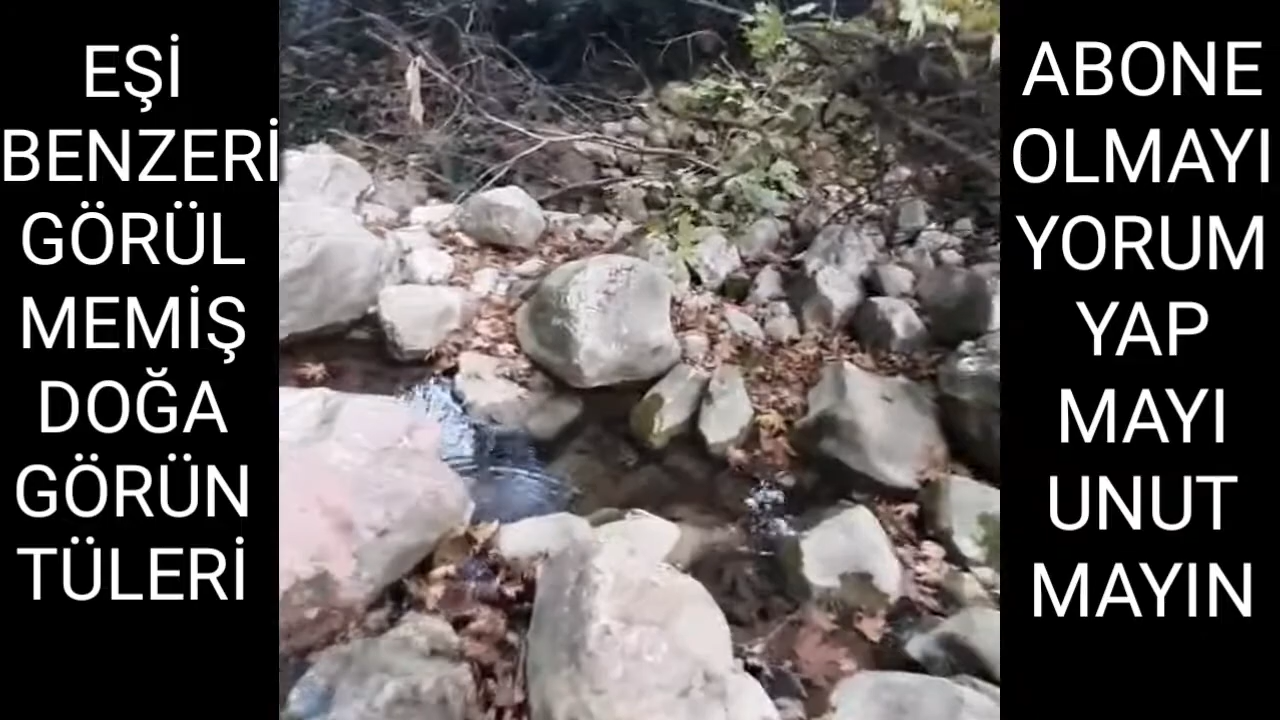 EŞİ
BENZERİ
GÖRÜL
MEMİŞ
DOĞA
GÖRÜN
TÜLERİ
ABONE
OLMAYI
YORUM
YAP
MAYI
UNUT
MAYIN